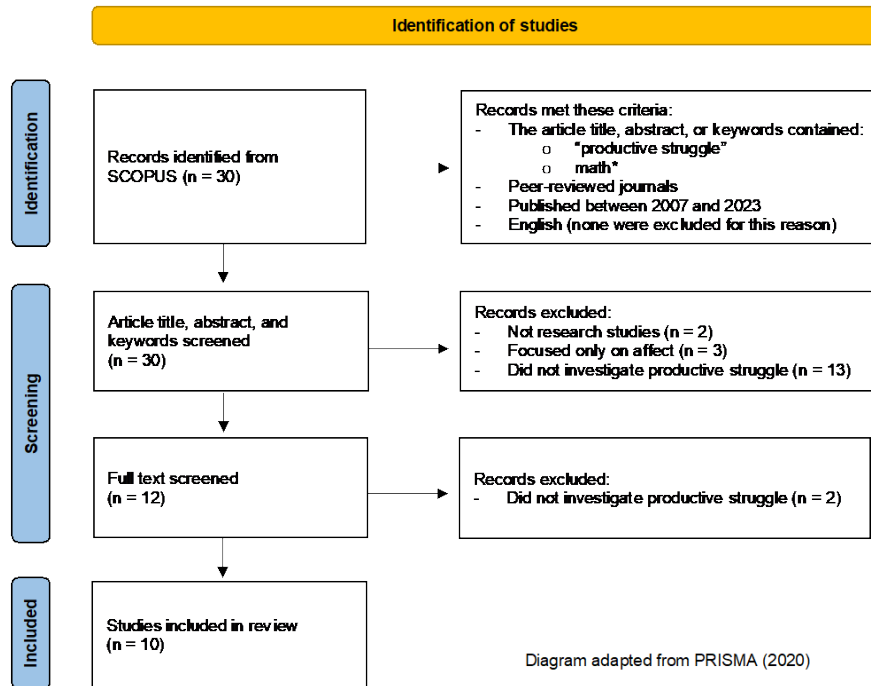 Identification of studies
Identification
Records identified from
SCOPUS (n = 30)
Records met these criteria:
- The article title, abstract, or keywords contained:
o "productive struggle"
o math*
- Peer-reviewed journals
- Published between 2007 and 2023
- English (none were excluded for this reason)
Screening
Article title, abstract, and
keywords screened
(n = 30)
Records excluded:
- Not research studies (n = 2)
- Focused only on affect (n = 3)
- Did not investigate productive struggle (n = 13)
Full text screened
(n = 12)
Records excluded:
- Did not investigate productive struggle (n = 2)
Included
Studies included in review
(n = 10)
Diagram adapted from PRISMA (2020)